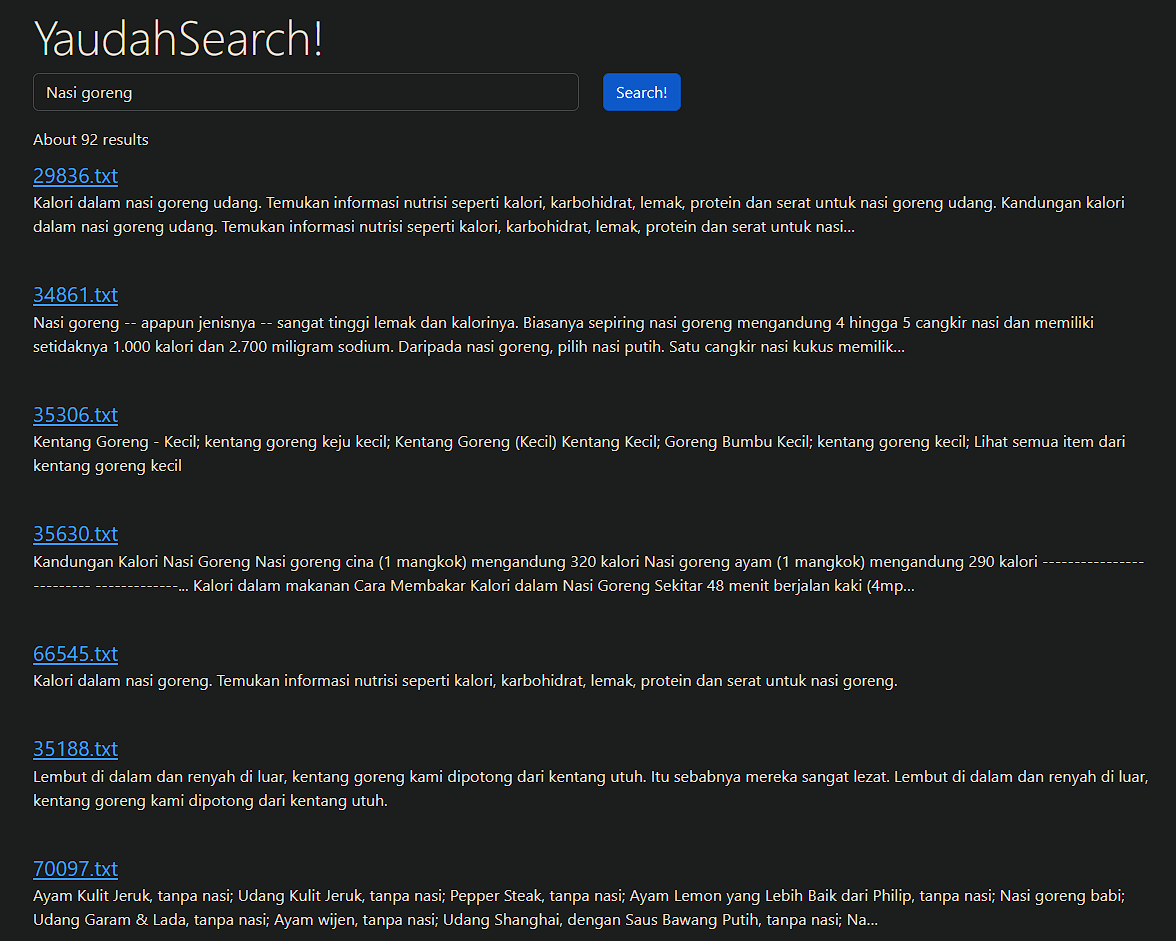 YaudahSearch!
Nasi goreng
Search!
About 92 results
29836.txt
Kalori dalam nasi goreng udang. Temukan informasi nutrisi seperti kalori, karbohidrat, lemak, protein dan serat untuk nasi goreng udang. Kandungan kalori
dalam nasi goreng udang. Temukan informasi nutrisi seperti kalori, karbohidrat, lemak, protein dan serat untuk nasi...
34861.txt
Nasi goreng -- apapun jenisnya -- sangat tinggi lemak dan kalorinya. Biasanya sepiring nasi goreng mengandung 4 hingga 5 cangkir nasi dan memiliki
setidaknya 1.000 kalori dan 2.700 miligram sodium. Daripada nasi goreng, pilih nasi putih. Satu cangkir nasi kukus memilik...
35306.txt
Kentang Goreng - Kecil; kentang goreng keju kecil; Kentang Goreng (Kecil) Kentang Kecil; Goreng Bumbu Kecil; kentang goreng kecil; Lihat semua item dari
kentang goreng kecil
35630.txt
Kandungan Kalori Nasi Goreng Nasi goreng cina (1 mangkok) mengandung 320 kalori Nasi goreng ayam (1 mangkok) mengandung 290 kalori ----------------
--------- -------------... Kalori dalam makanan Cara Membakar Kalori dalam Nasi Goreng Sekitar 48 menit berjalan kaki (4mp...
66545.txt
Kalori dalam nasi goreng. Temukan informasi nutrisi seperti kalori, karbohidrat, lemak, protein dan serat untuk nasi goreng.
35188.txt
Lembut di dalam dan renyah di luar, kentang goreng kami dipotong dari kentang utuh. Itu sebabnya mereka sangat lezat. Lembut di dalam dan renyah di luar,
kentang goreng kami dipotong dari kentang utuh.
70097.txt
Ayam Kulit Jeruk, tanpa nasi; Udang Kulit Jeruk, tanpa nasi; Pepper Steak, tanpa nasi; Ayam Lemon yang Lebih Baik dari Philip, tanpa nasi; Nasi goreng babi;
Udang Garam & Lada, tanpa nasi; Ayam wijen, tanpa nasi; Udang Shanghai, dengan Saus Bawang Putih, tanpa nasi; Na...